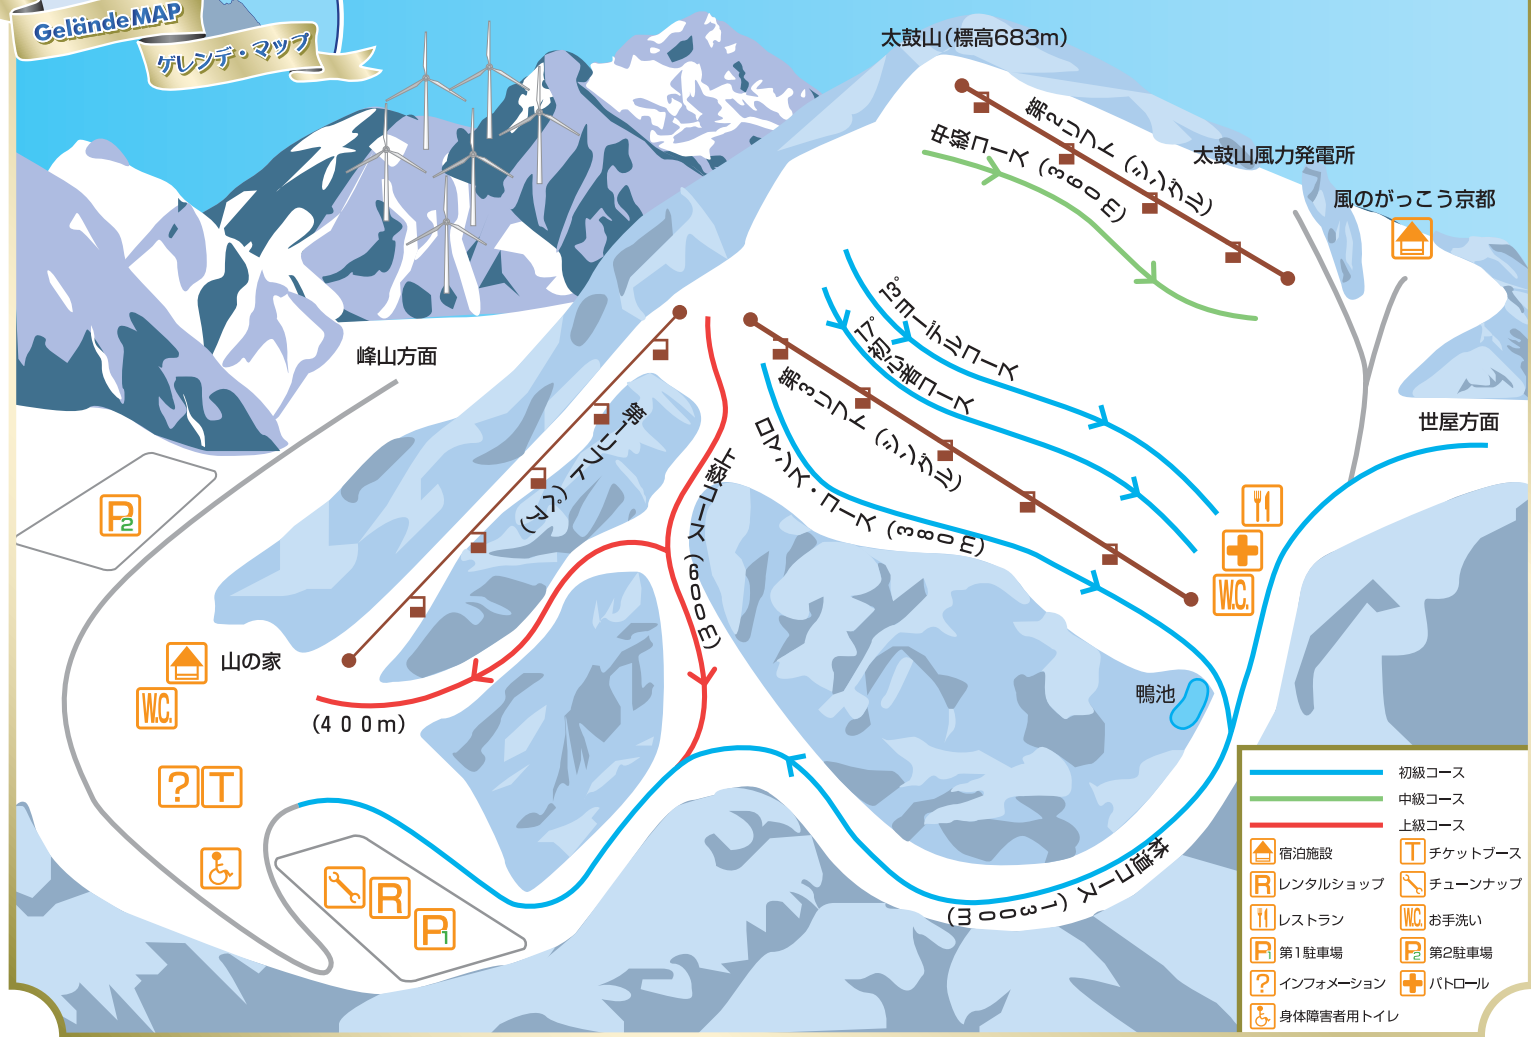 Gelände MAP
ゲレンデ・マップ
太鼓山(標高683m)
第2リフト(シングル)
中級コース(360m)
太鼓山風力発電所
風のがっこう京都
峰山方面
13°ヨーデルコース
17°初心者コース
第3リフト(シングル)
ロマンス・コース(380m)
第一リフト(ペア)
上級コース(600m)
世屋方面
P2
W.C.
山の家
W.C.
(400m)
鴨池
? T
R
P1
林道コース(1300m)
初級コース
中級コース
上級コース
宿泊施設
T チケットブース
R レンタルショップ
チューンナップ
レストラン
W.C. お手洗い
P1 第1駐車場
P2 第2駐車場
? インフォメーション
パトロール
身体障害者用トイレ